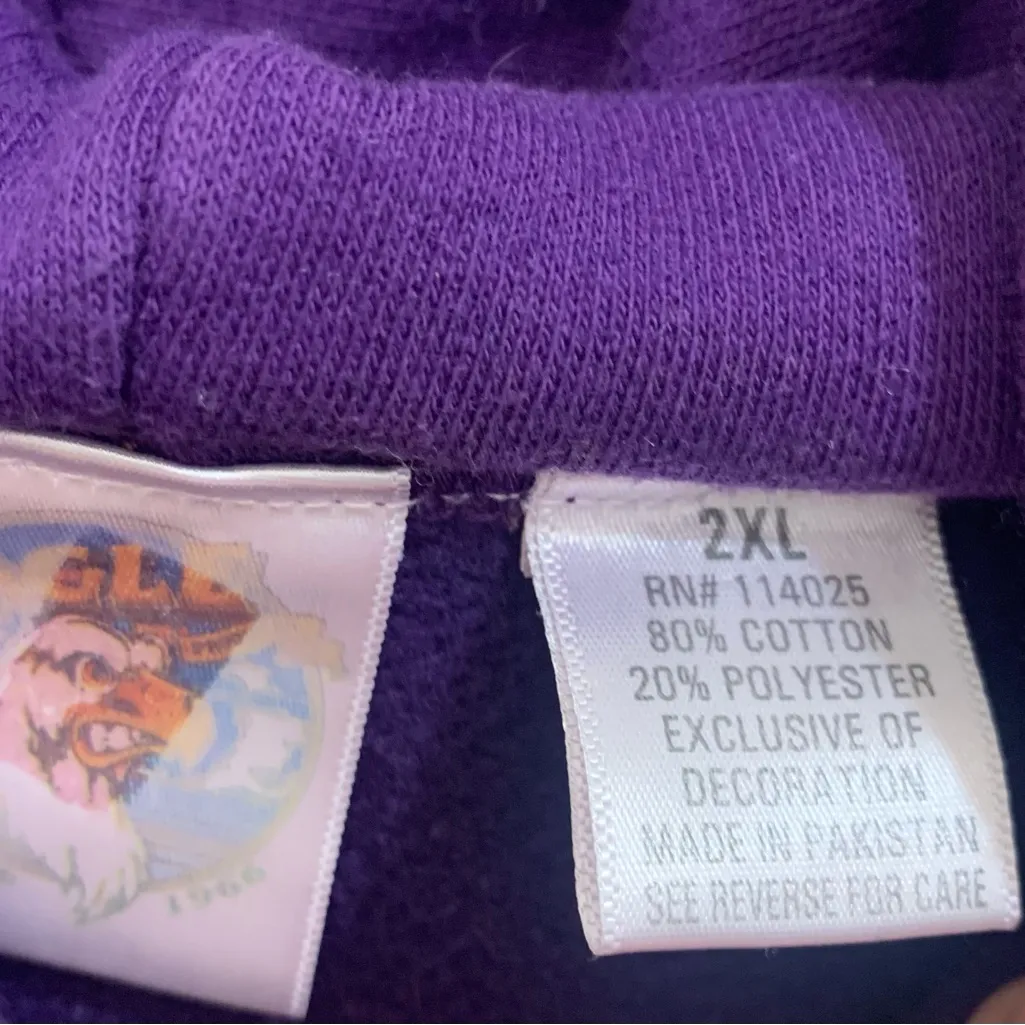 2XL
RN# 114025
80% COTTON
20% POLYESTER
EXCLUSIVE OF
DECORATION
MADE IN PAKISTAN
SEE REVERSE FOR CARE